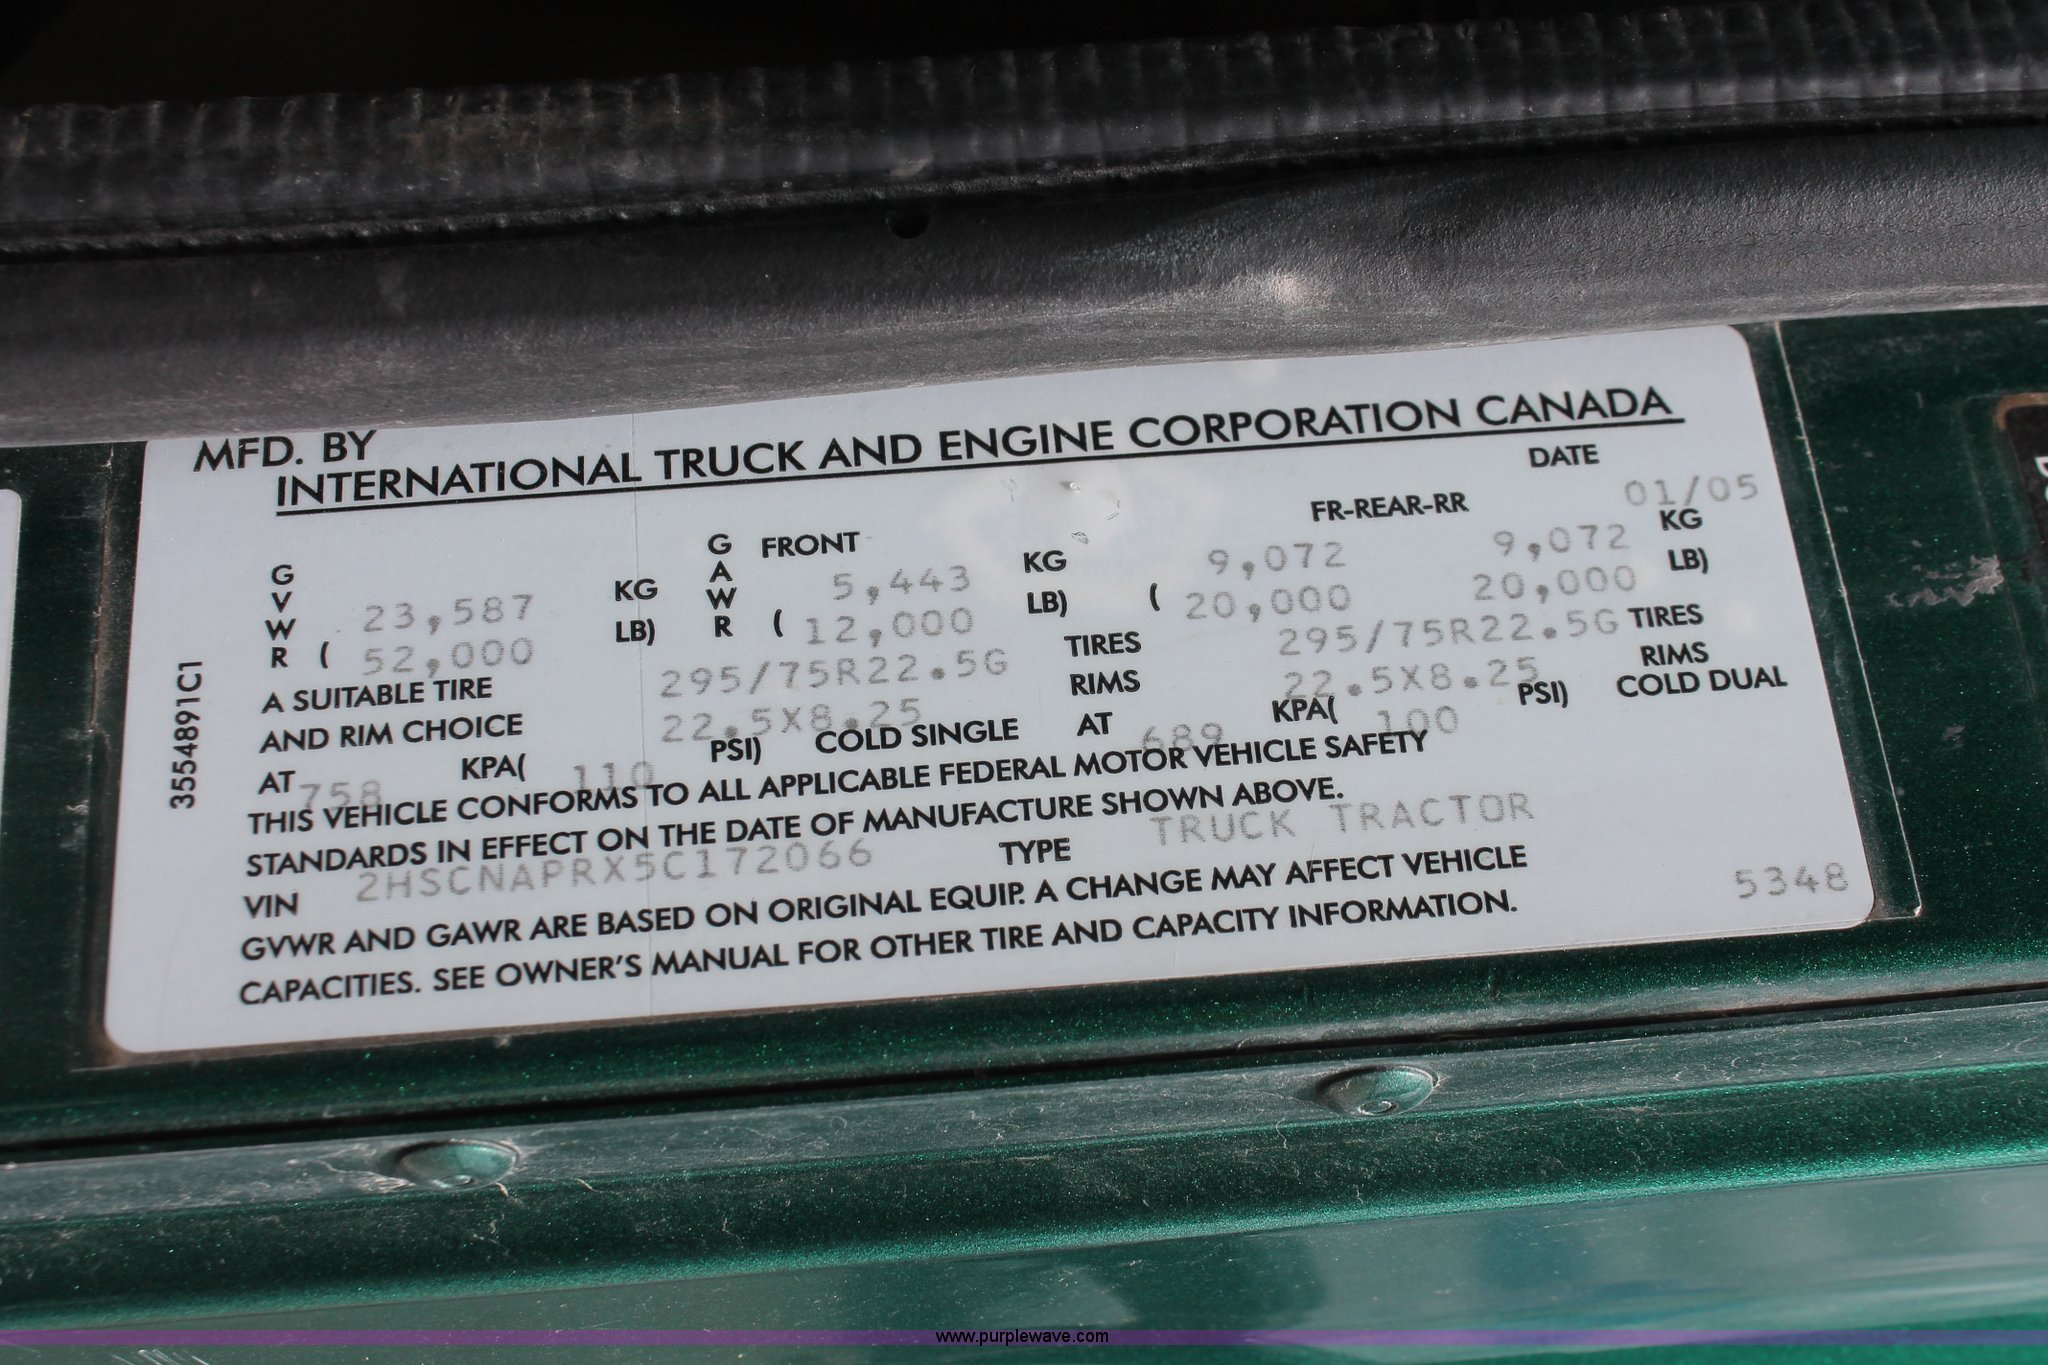 MFD. BY
INTERNATIONAL TRUCK AND ENGINE CORPORATION CANADA
DATE
01/05
GVWR 23,587 KG GAWR FRONT 5,443 KG FR-REAR-RR 9,072 9,072 KG
( 52,000 LB) ( 12,000 LB) ( 20,000 20,000 LB)
A SUITABLE TIRE 295/75R22.5G TIRES 295/75R22.5G TIRES
AND RIM CHOICE 22.5X8.25 RIMS 22.5X8.25 RIMS
AT 758 KPA( 110 PSI) COLD SINGLE AT 689 KPA( 100 PSI) COLD DUAL
THIS VEHICLE CONFORMS TO ALL APPLICABLE FEDERAL MOTOR VEHICLE SAFETY
STANDARDS IN EFFECT ON THE DATE OF MANUFACTURE SHOWN ABOVE.
VIN 2HSCNAPRX5C172066 TYPE TRUCK TRACTOR
GVWR AND GAWR ARE BASED ON ORIGINAL EQUIP. A CHANGE MAY AFFECT VEHICLE
CAPACITIES. SEE OWNER'S MANUAL FOR OTHER TIRE AND CAPACITY INFORMATION.
5348
3554891C1
www.purplewave.com